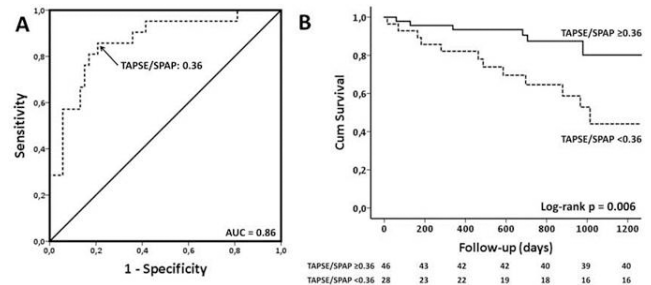 A
1,0
0,8
0,6
0,4
0,2
0,0
Sensitivity
TAPSE/SPAP: 0.36
AUC = 0.86
0,0 0,2 0,4 0,6 0,8 1,0
1 - Specificity
B
1,0
0,8
0,6
0,4
0,2
0,0
Cum Survival
TAPSE/SPAP ≥0.36
TAPSE/SPAP <0.36
Log-rank p = 0.006
0 200 400 600 800 1000 1200
Follow-up (days)
TAPSE/SPAP ≥0.36 46 43 42 42 40 39 40
TAPSE/SPAP <0.36 28 23 22 19 18 16 16